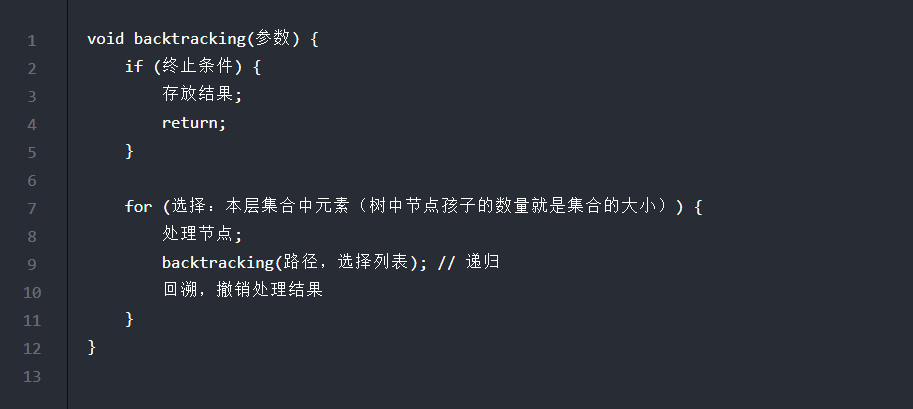 1 void backtracking(参数) {
2 if (终止条件) {
3 存放结果;
4 return;
5 }
6
7 for (选择：本层集合中元素（树中节点孩子的数量就是集合的大小）) {
8 处理节点;
9 backtracking(路径，选择列表); // 递归
10 回溯，撤销处理结果
11 }
12 }
13